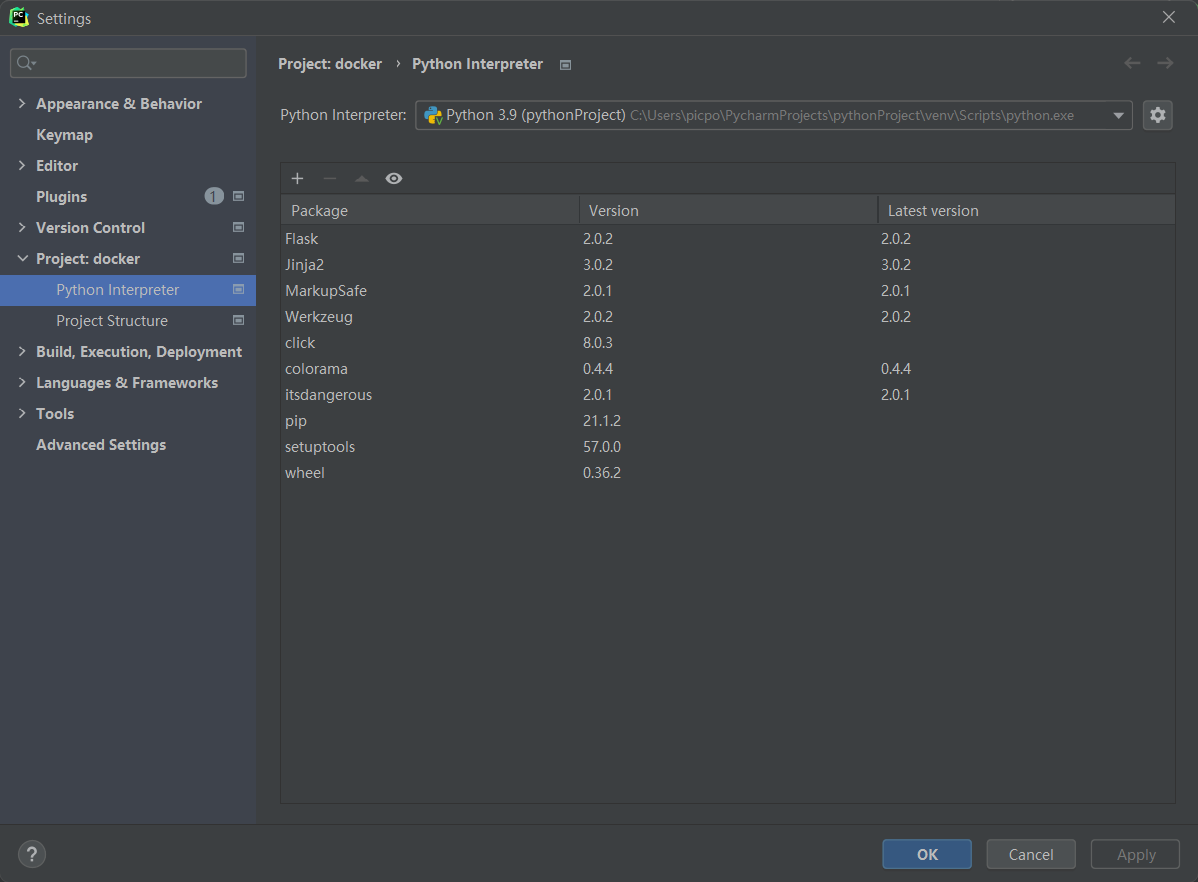 PC Settings
Project: docker › Python Interpreter
Appearance & Behavior
Keymap
Editor
Plugins 1
Version Control
Project: docker
Python Interpreter
Project Structure
Build, Execution, Deployment
Languages & Frameworks
Tools
Advanced Settings
Python Interpreter: Python 3.9 (pythonProject) C:\Users\picpo\PycharmProjects\pythonProject\venv\Scripts\python.exe
Package Version Latest version
Flask 2.0.2 2.0.2
Jinja2 3.0.2 3.0.2
MarkupSafe 2.0.1 2.0.1
Werkzeug 2.0.2 2.0.2
click 8.0.3
colorama 0.4.4 0.4.4
itsdangerous 2.0.1 2.0.1
pip 21.1.2
setuptools 57.0.0
wheel 0.36.2
? OK Cancel Apply